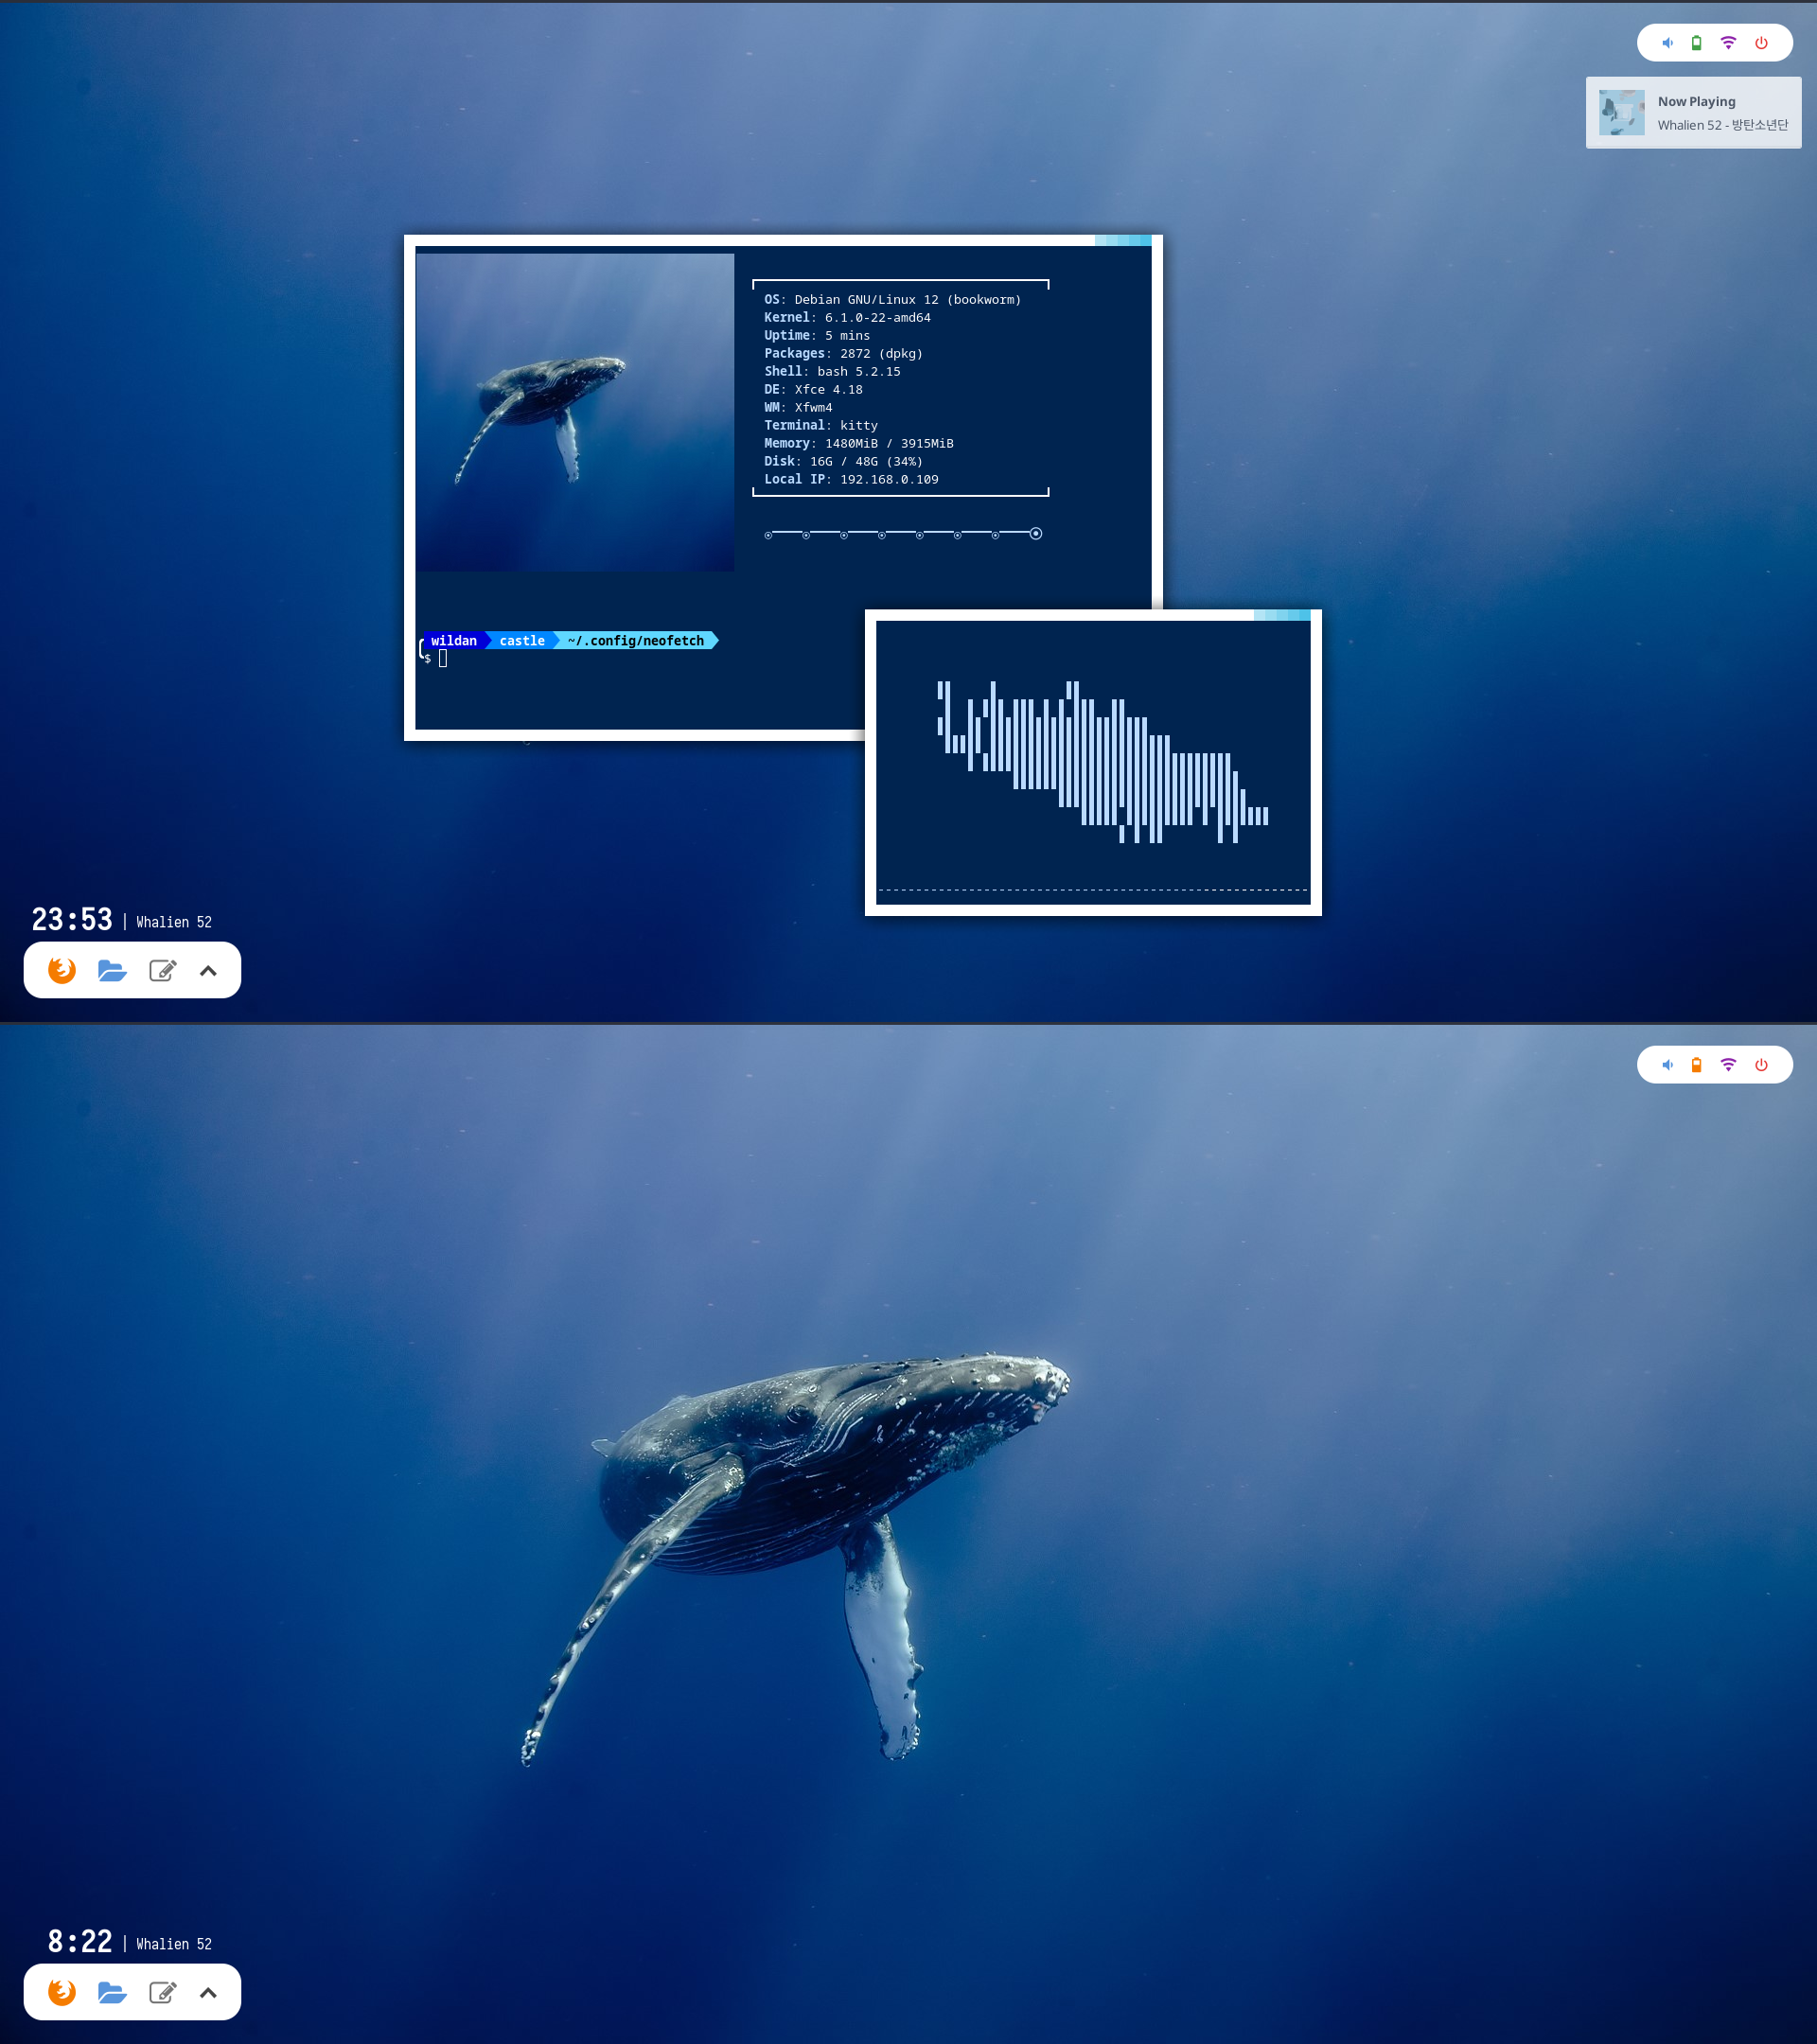 Now Playing
Whalien 52 - 방탄소년단
OS: Debian GNU/Linux 12 (bookworm)
Kernel: 6.1.0-22-amd64
Uptime: 5 mins
Packages: 2872 (dpkg)
Shell: bash 5.2.15
DE: Xfce 4.18
WM: Xfwm4
Terminal: kitty
Memory: 1480MiB / 3915MiB
Disk: 16G / 48G (34%)
Local IP: 192.168.0.109
wildan castle ~/.config/neofetch
$
23:53 | Whalien 52
8:22 | Whalien 52